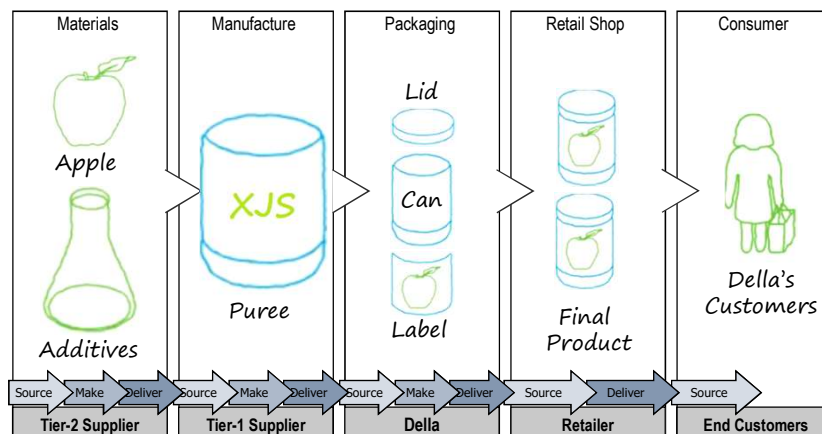 Materials
Manufacture
Packaging
Retail Shop
Consumer
Apple
Additives
XJS
Puree
Lid
Can
Label
Final
Product
Della's
Customers
Source Make Deliver Source Make Deliver Source Make Deliver Source Deliver Source
Tier-2 Supplier
Tier-1 Supplier
Della
Retailer
End Customers